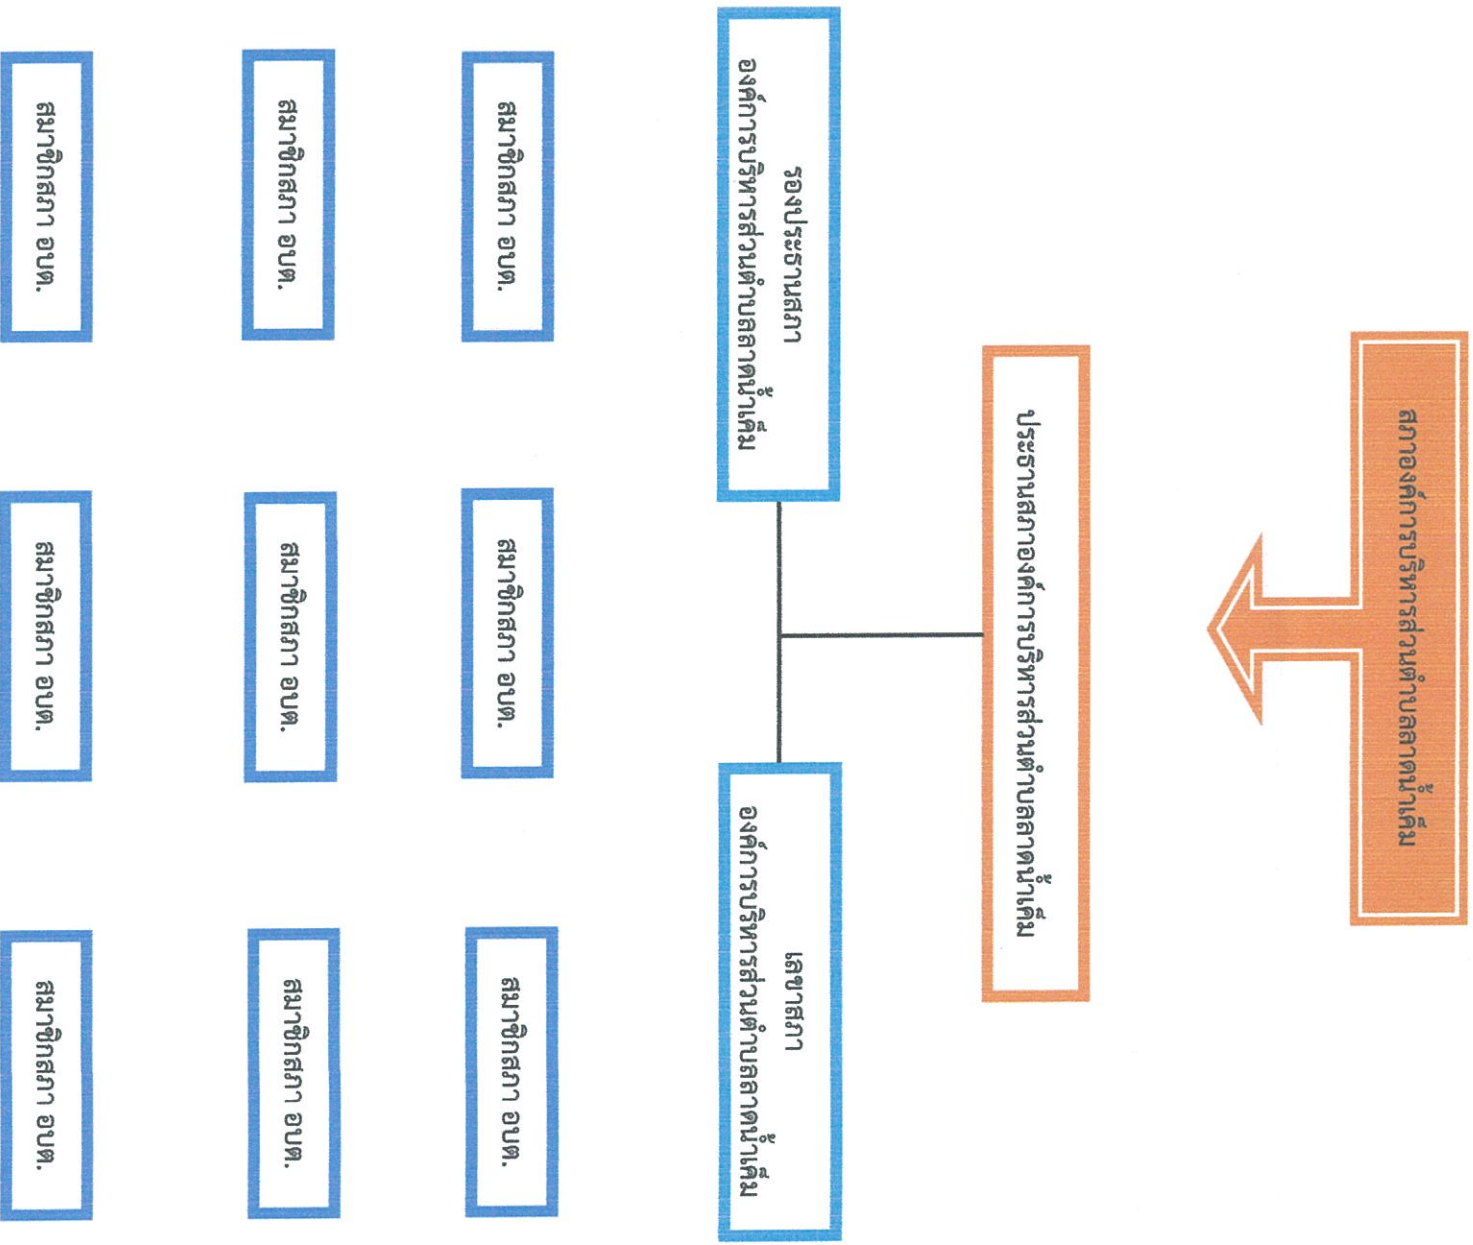 สภาองค์การบริหารส่วนตำบลลาดน้ำเค็ม
ประธานสภาองค์การบริหารส่วนตำบลลาดน้ำเค็ม
รองประธานสภา
องค์การบริหารส่วนตำบลลาดน้ำเค็ม
เลขาสภา
องค์การบริหารส่วนตำบลลาดน้ำเค็ม
สมาชิกสภา อบต.
สมาชิกสภา อบต.
สมาชิกสภา อบต.
สมาชิกสภา อบต.
สมาชิกสภา อบต.
สมาชิกสภา อบต.
สมาชิกสภา อบต.
สมาชิกสภา อบต.
สมาชิกสภา อบต.